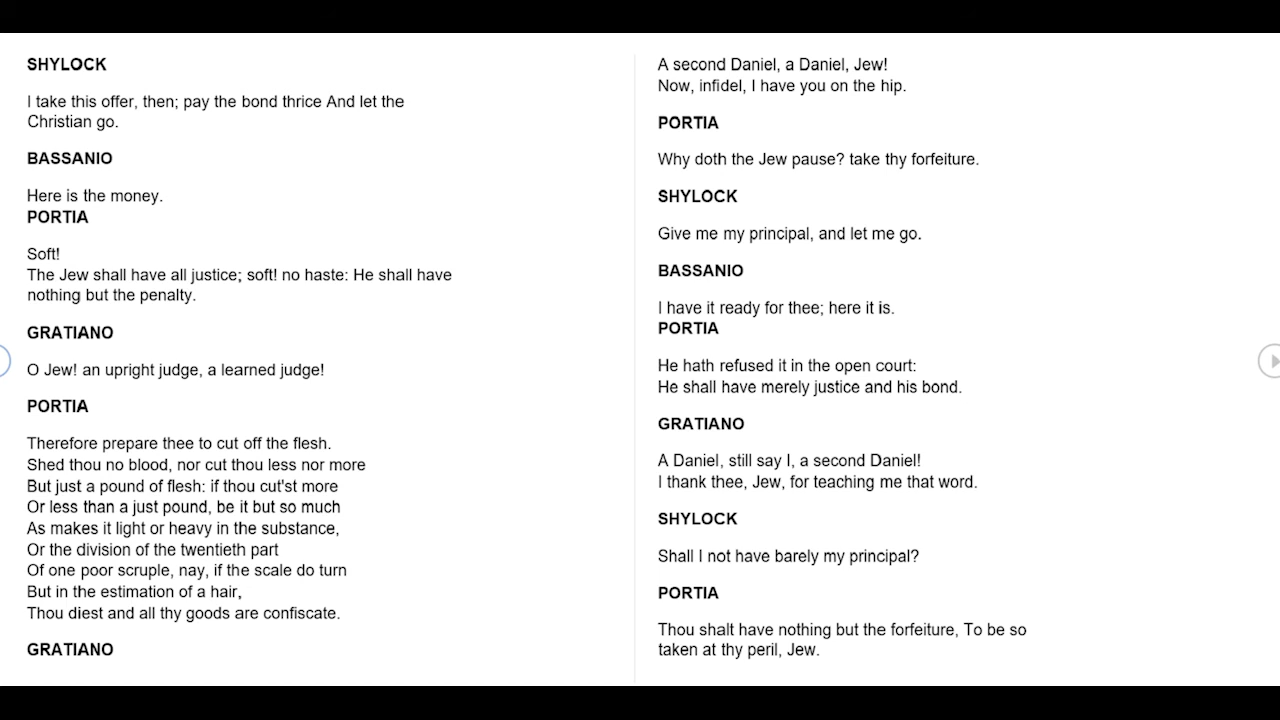 SHYLOCK
I take this offer, then; pay the bond thrice And let the
Christian go.
BASSANIO
Here is the money.
PORTIA
Soft!
The Jew shall have all justice; soft! no haste: He shall have
nothing but the penalty.
GRATIANO
O Jew! an upright judge, a learned judge!
PORTIA
Therefore prepare thee to cut off the flesh.
Shed thou no blood, nor cut thou less nor more
But just a pound of flesh: if thou cut'st more
Or less than a just pound, be it but so much
As makes it light or heavy in the substance,
Or the division of the twentieth part
Of one poor scruple, nay, if the scale do turn
But in the estimation of a hair,
Thou diest and all thy goods are confiscate.
GRATIANO
A second Daniel, a Daniel, Jew!
Now, infidel, I have you on the hip.
PORTIA
Why doth the Jew pause? take thy forfeiture.
SHYLOCK
Give me my principal, and let me go.
BASSANIO
I have it ready for thee; here it is.
PORTIA
He hath refused it in the open court:
He shall have merely justice and his bond.
GRATIANO
A Daniel, still say I, a second Daniel!
I thank thee, Jew, for teaching me that word.
SHYLOCK
Shall I not have barely my principal?
PORTIA
Thou shalt have nothing but the forfeiture, To be so
taken at thy peril, Jew.